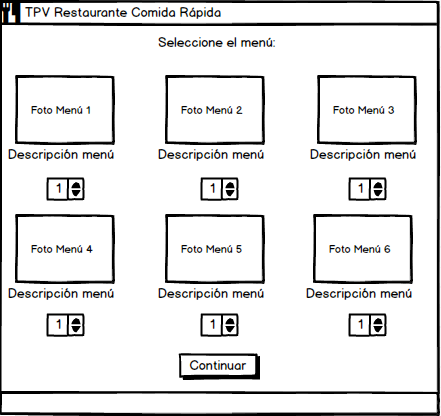 TPV Restaurante Comida Rápida
Seleccione el menú:
Foto Menú 1 Foto Menú 2 Foto Menú 3
Descripción menú Descripción menú Descripción menú
1 1 1
Foto Menú 4 Foto Menú 5 Foto Menú 6
Descripción menú Descripción menú Descripción menú
1 1 1
Continuar